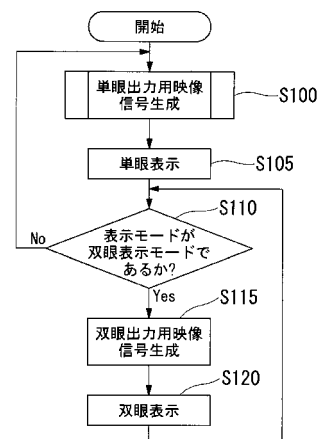 開始
単眼出力用映像
信号生成
S100
単眼表示
S105
S110
表示モードが
双眼表示モードで
あるか?
No
Yes
S115
双眼出力用映像
信号生成
S120
双眼表示